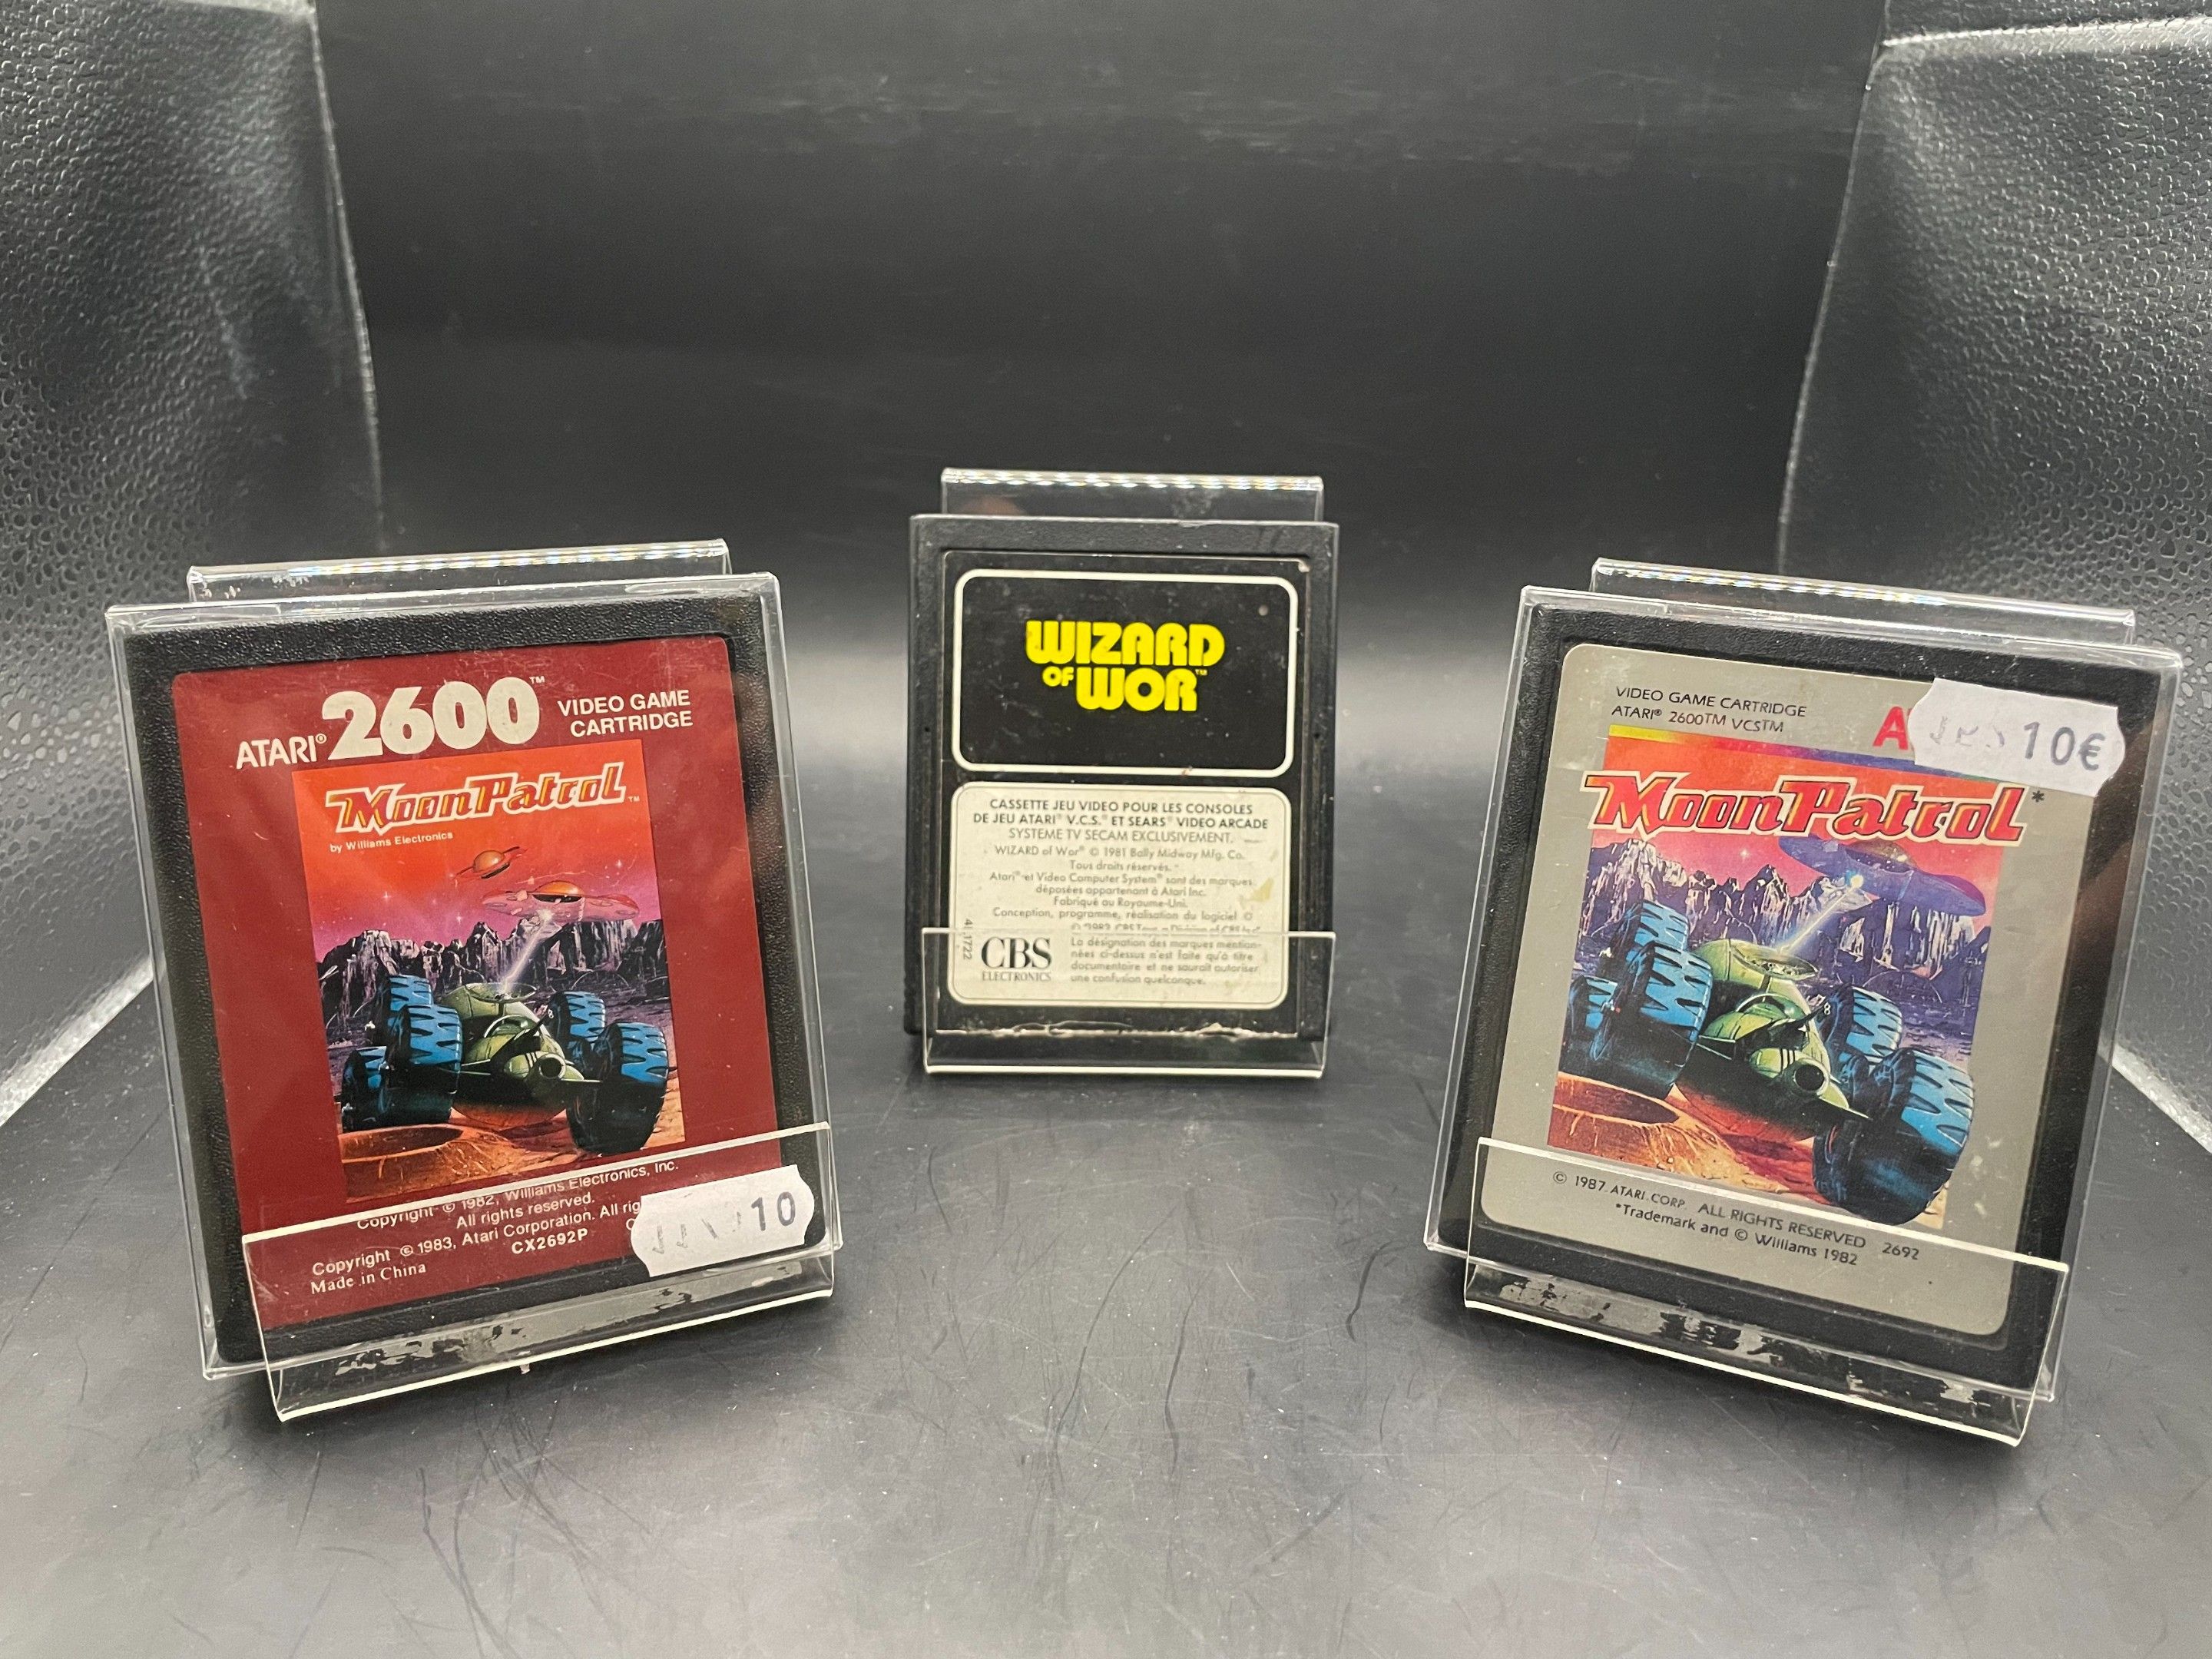 ATARI® 2600™ VIDEO GAME
CARTRIDGE
Moon Patrol™
by Williams Electronics
Copyright © 1982, Williams Electronics, Inc.
All rights reserved.
Copyright © 1983, Atari Corporation. All rig
CX2692P
Made in China
10
WIZARD
OF WOR™
CASSETTE JEU VIDEO POUR LES CONSOLES
DE JEU ATARI® V.C.S.® ET SEARS® VIDEO ARCADE
SYSTEME TV SECAM EXCLUSIVEMENT.
WIZARD of Wor® © 1981 Bally Midway Mfg. Co.
Tous droits réservés.
Atari® et Video Computer System® sont des marques
déposées appartenant à Atari Inc.
Fabriqué au Royaume-Uni.
Conception, programme, réalisation du logiciel ©
CBS
ELECTRONICS
La désignation des marques mention-
nées ci-dessus n'est faite qu'à titre
documentaire et ne saurait autoriser
une confusion quelconque.
VIDEO GAME CARTRIDGE
ATARI® 2600TM VCSTM
A
10€
Moon Patrol*
© 1987 ATARI CORP ALL RIGHTS RESERVED 2692
*Trademark and © Williams 1982